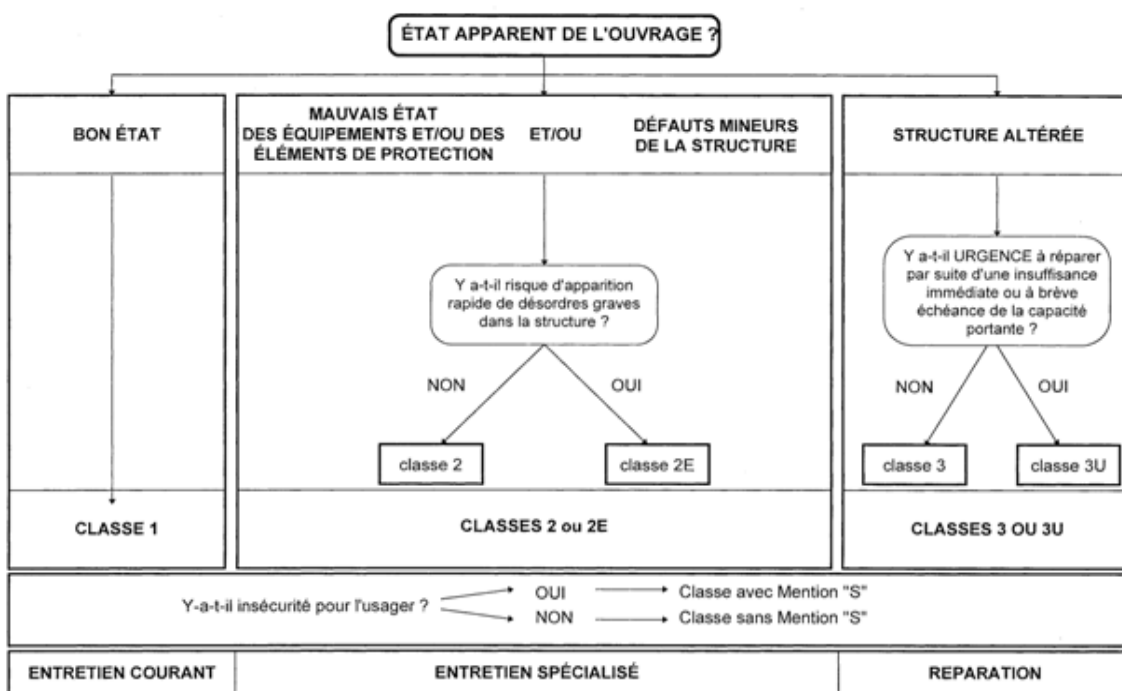 ÉTAT APPARENT DE L'OUVRAGE ?
BON ÉTAT
MAUVAIS ÉTAT
DES ÉQUIPEMENTS ET/OU DES
ÉLÉMENTS DE PROTECTION
ET/OU
DÉFAUTS MINEURS
DE LA STRUCTURE
STRUCTURE ALTÉRÉE
Y a-t-il risque d'apparition
rapide de désordres graves
dans la structure ?
Y a-t-il URGENCE à réparer
par suite d'une insuffisance
immédiate ou à brève
échéance de la capacité
portante ?
NON
OUI
NON
OUI
classe 2
classe 2E
classe 3
classe 3U
CLASSE 1
CLASSES 2 ou 2E
CLASSES 3 OU 3U
Y-a-t-il insécurité pour l'usager ?
OUI
Classe avec Mention "S"
NON
Classe sans Mention "S"
ENTRETIEN COURANT
ENTRETIEN SPÉCIALISÉ
REPARATION